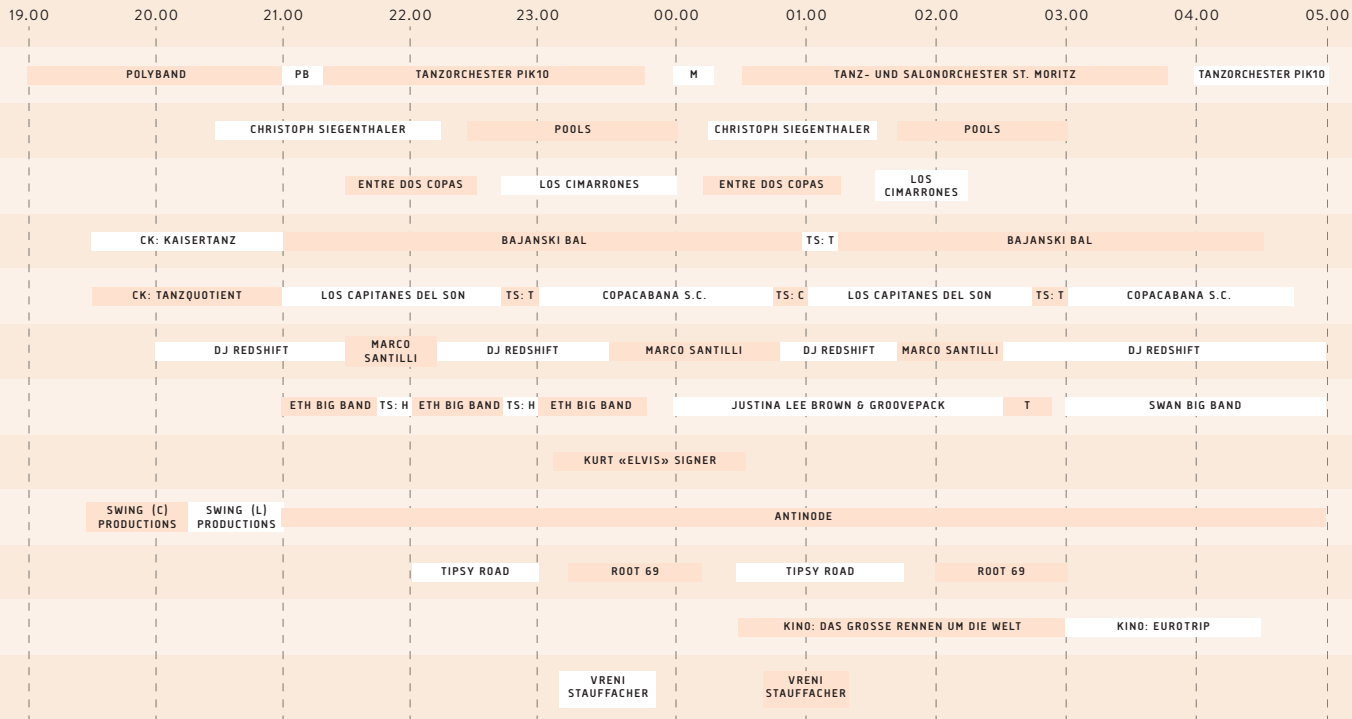 19.00 20.00 21.00 22.00 23.00 00.00 01.00 02.00 03.00 04.00 05.00
POLYBAND PB TANZORCHESTER PIK10 M TANZ- UND SALONORCHESTER ST. MORITZ TANZORCHESTER PIK10
CHRISTOPH SIEGENTHALER POOLS CHRISTOPH SIEGENTHALER POOLS
ENTRE DOS COPAS LOS CIMARRONES ENTRE DOS COPAS LOS
CIMARRONES
CK: KAISERTANZ BAJANSKI BAL TS: T BAJANSKI BAL
CK: TANZQUOTIENT LOS CAPITANES DEL SON TS: T COPACABANA S.C. TS: C LOS CAPITANES DEL SON TS: T COPACABANA S.C.
DJ REDSHIFT MARCO
SANTILLI DJ REDSHIFT MARCO SANTILLI DJ REDSHIFT MARCO SANTILLI DJ REDSHIFT
ETH BIG BAND TS: H ETH BIG BAND TS: H ETH BIG BAND JUSTINA LEE BROWN & GROOVEPACK T SWAN BIG BAND
KURT «ELVIS» SIGNER
SWING (C)
PRODUCTIONS
SWING (L)
PRODUCTIONS
ANTINODE
TIPSY ROAD ROOT 69 TIPSY ROAD ROOT 69
KINO: DAS GROSSE RENNEN UM DIE WELT KINO: EUROTRIP
VRENI
STAUFFACHER
VRENI
STAUFFACHER